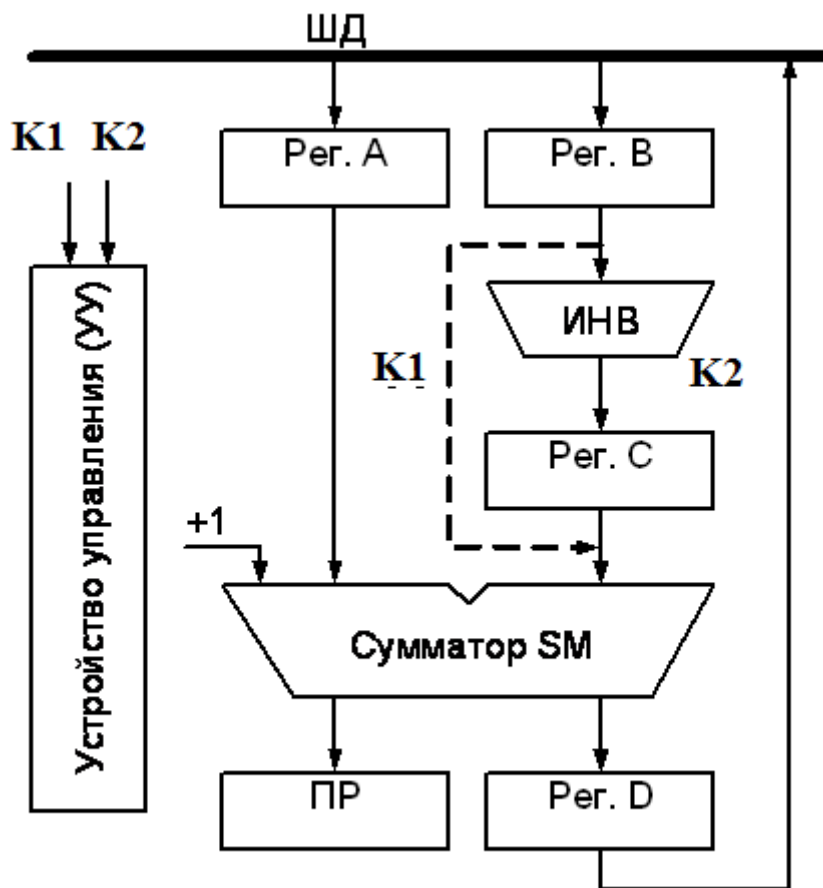 ШД
K1 K2
Рег. A
Рег. B
Устройство управления (УУ)
ИНВ
K1
K2
Рег. C
+1
Сумматор SM
ПР
Рег. D